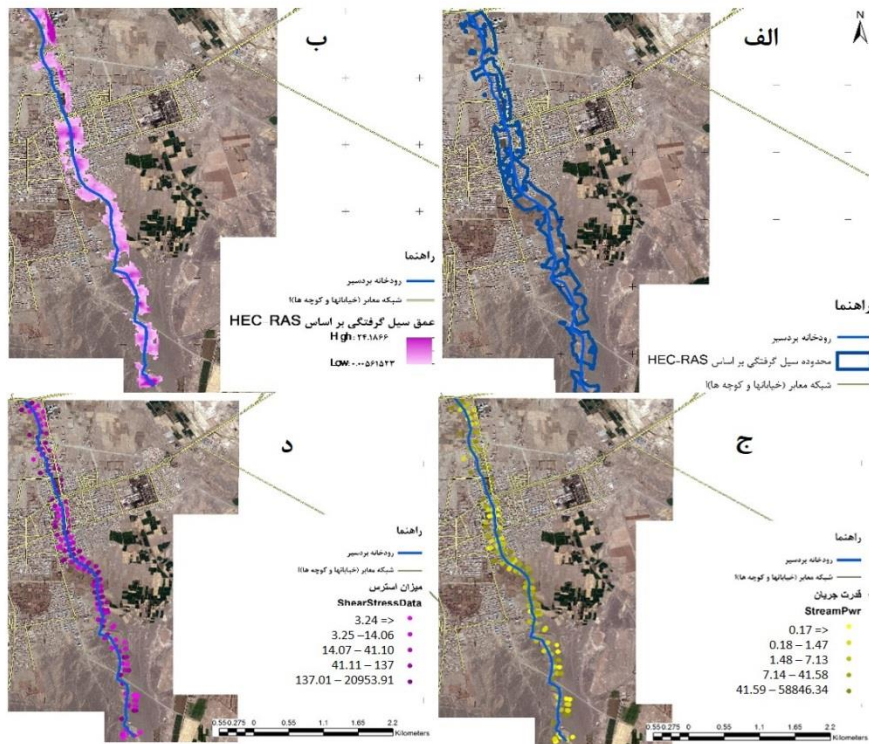 الف
N
راهنما
رودخانه بردسیر
محدوده سیل گرفتگی بر اساس HEC-RAS
شبکه معابر (خیابانها و کوچه ها)!
ب
راهنما
رودخانه بردسیر
شبکه معابر (خیابانها و کوچه ها)!
عمق سیل گرفتگی بر اساس HEC RAS
High: ۲۴.۱۸۶۶
Low: ۰.۰۰۵۶۱۵۲۳
ج
راهنما
رودخانه بردسیر
شبکه معابر (خیابانها و کوچه ها)!
قدرت جریان
StreamPwr
0.17 =>
0.18 – 1.47
1.48 – 7.13
7.14 – 41.58
41.59 – 58846.34
0.55 0.275 0 0.55 1.1 2.2
Kilometers
د
راهنما
رودخانه بردسیر
شبکه معابر (خیابانها و کوچه ها)!
میزان استرس
ShearStressData
3.24 =>
3.25 – 14.06
14.07 – 41.10
41.11 – 137
137.01 – 20953.91
0.55 0.275 0 0.55 1.1 2.2
Kilometers